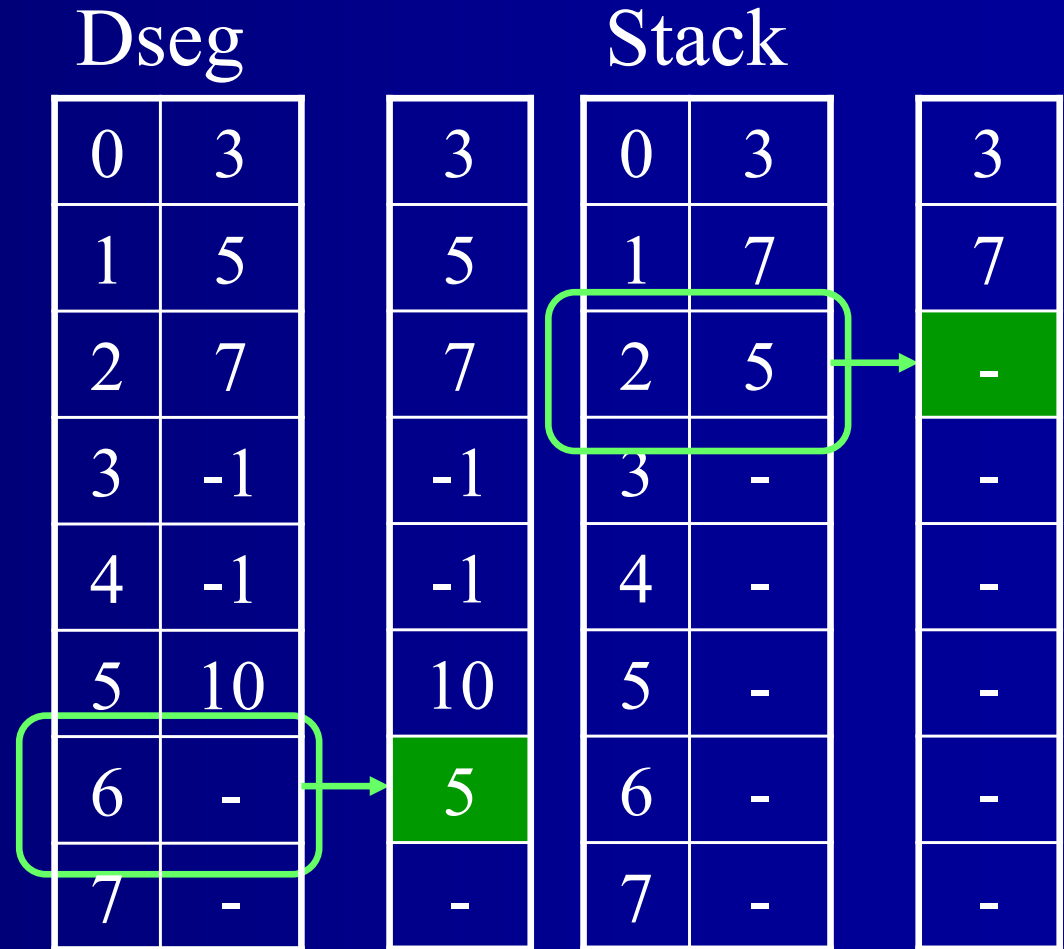 Dseg Stack
0 3 3 0 3 3
1 5 5 1 7 7
2 7 7 2 5 -
3 -1 -1 3 - -
4 -1 -1 4 - -
5 10 10 5 - -
6 - 5 6 - -
7 - - 7 - -